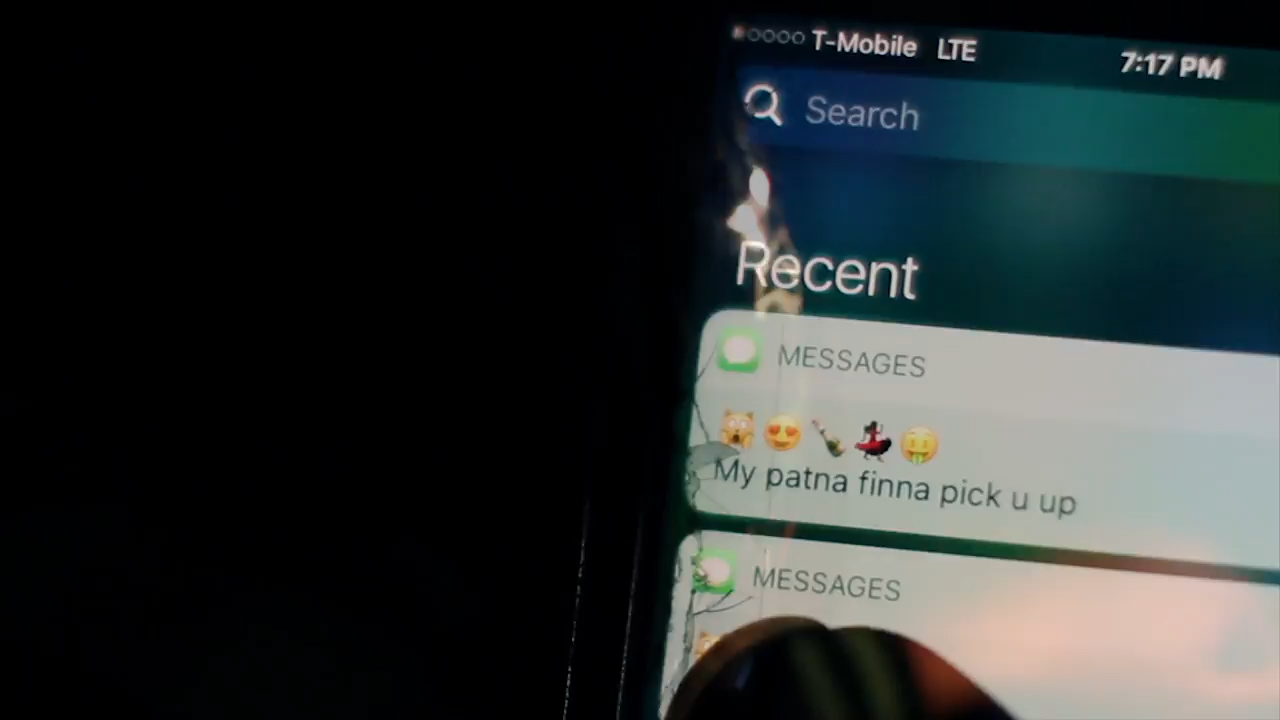 T-Mobile LTE 7:17 PM
Search
Recent
MESSAGES
🙀😍🍾💃🤑
My patna finna pick u up
MESSAGES